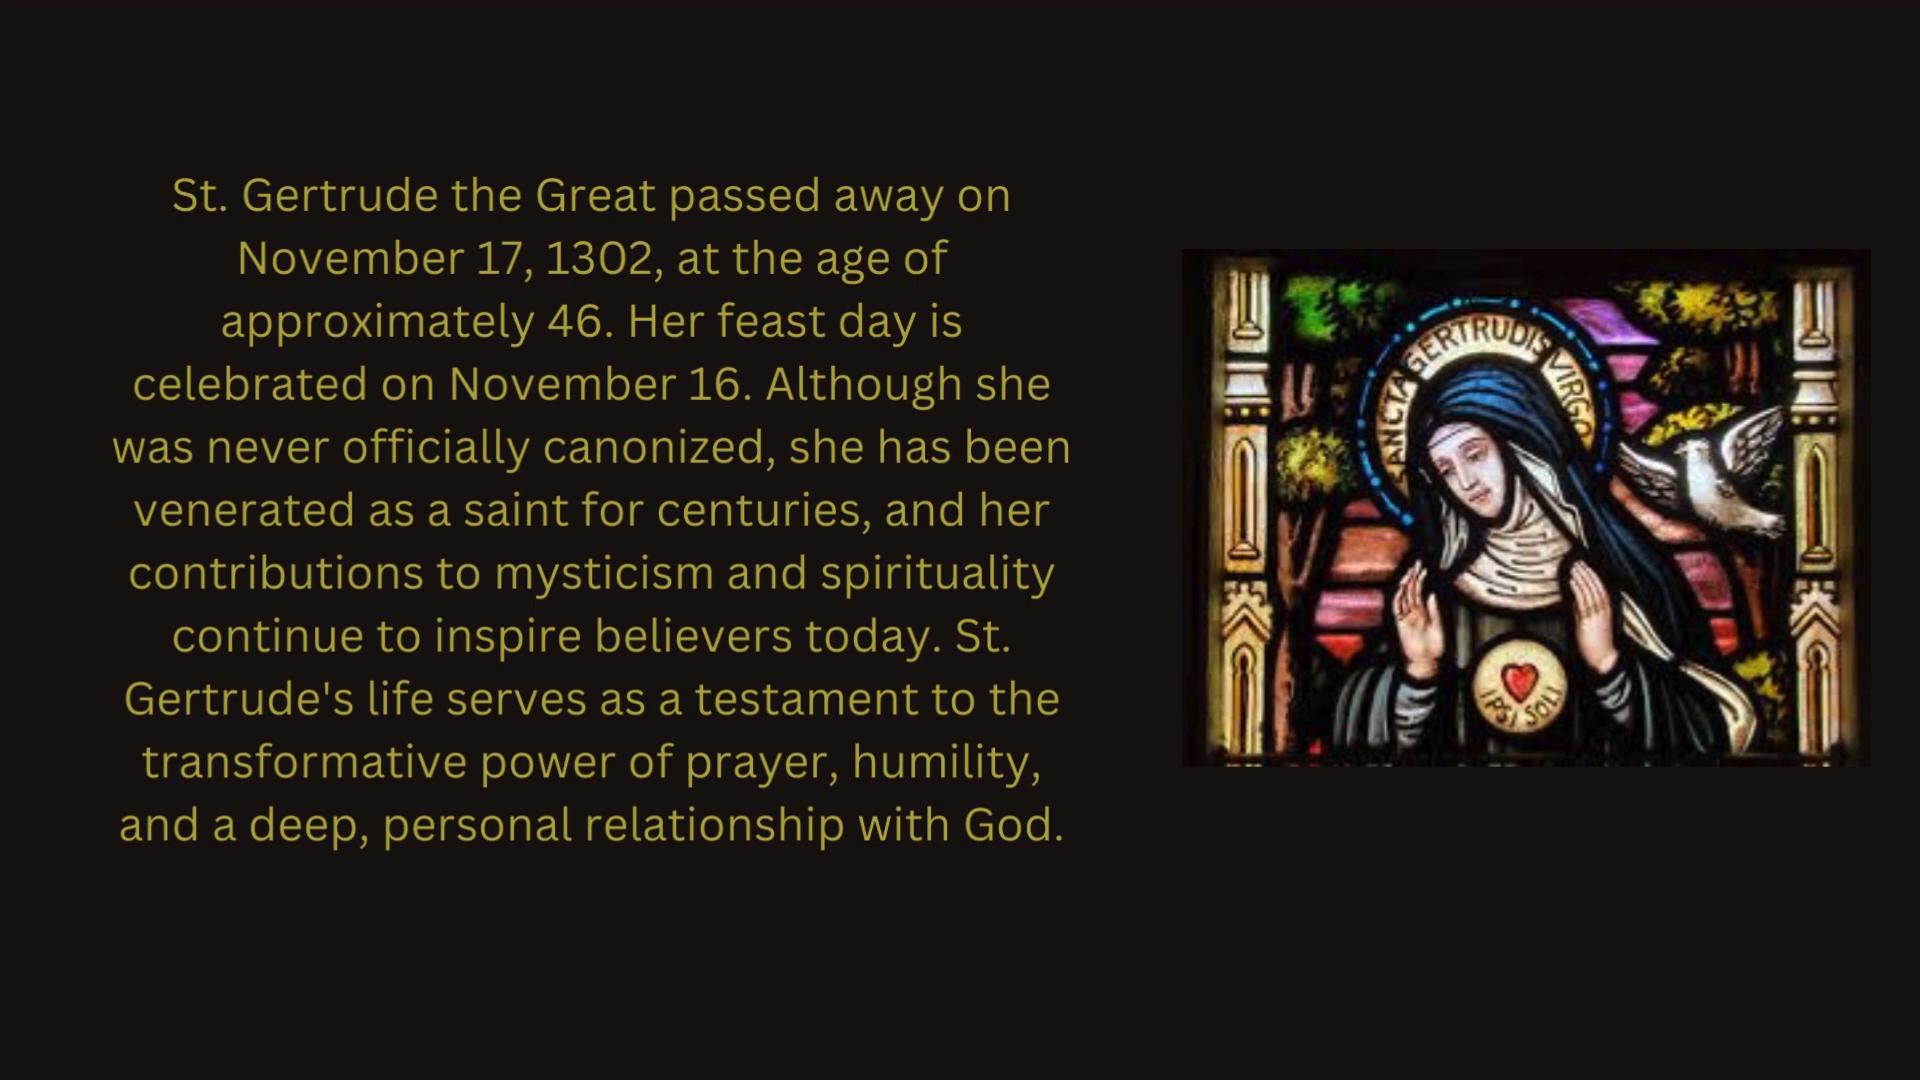 St. Gertrude the Great passed away on
November 17, 1302, at the age of
approximately 46. Her feast day is
celebrated on November 16. Although she
was never officially canonized, she has been
venerated as a saint for centuries, and her
contributions to mysticism and spirituality
continue to inspire believers today. St.
Gertrude's life serves as a testament to the
transformative power of prayer, humility,
and a deep, personal relationship with God.
SANCTA GERTRUDIS VIRGO
IPSI SOLI